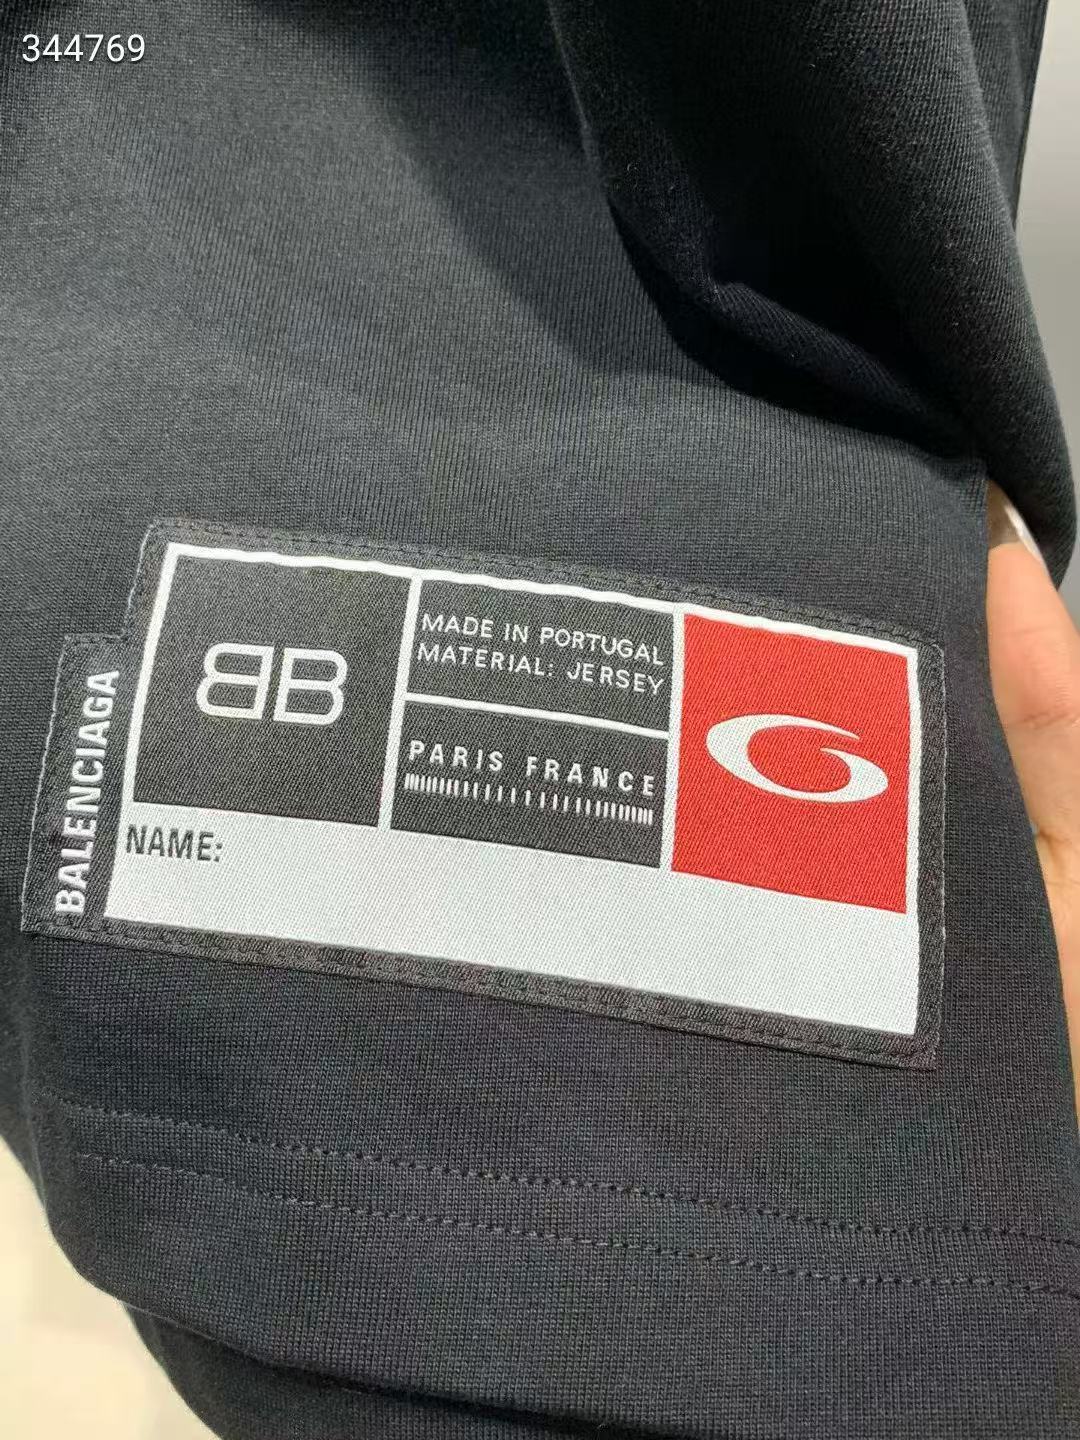 344769
BB
MADE IN PORTUGAL
MATERIAL: JERSEY
PARIS FRANCE
G
BALENCIAGA
NAME: